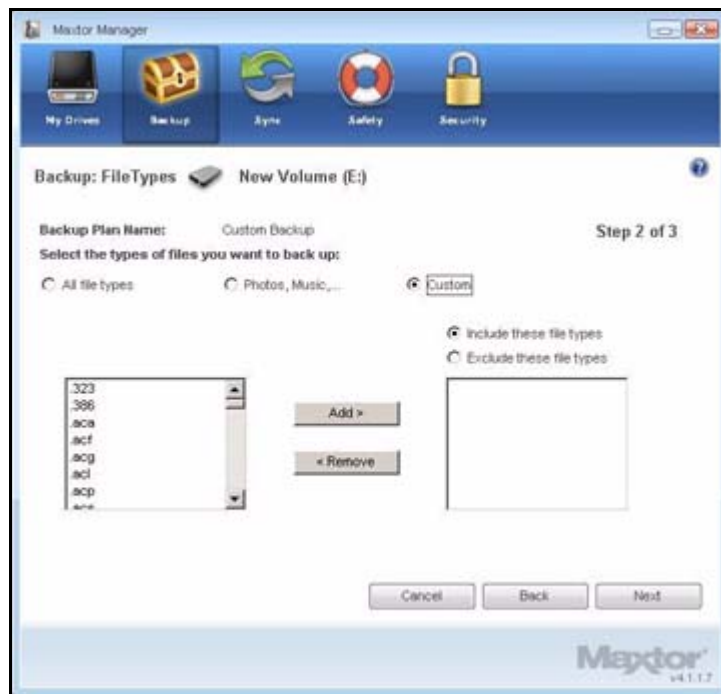 Maxtor Manager
My Drives Backup Sync Safety Security
Backup: FileTypes New Volume (E:)
Backup Plan Name: Custom Backup Step 2 of 3
Select the types of files you want to back up:
All file types Photos, Music,... Custom
Include these file types
Exclude these file types
.323
.386
.aca
.acf
.acg
.acl
.acp
.acs
Add >
< Remove
Cancel Back Next
Maxtor
v4.1.1.7